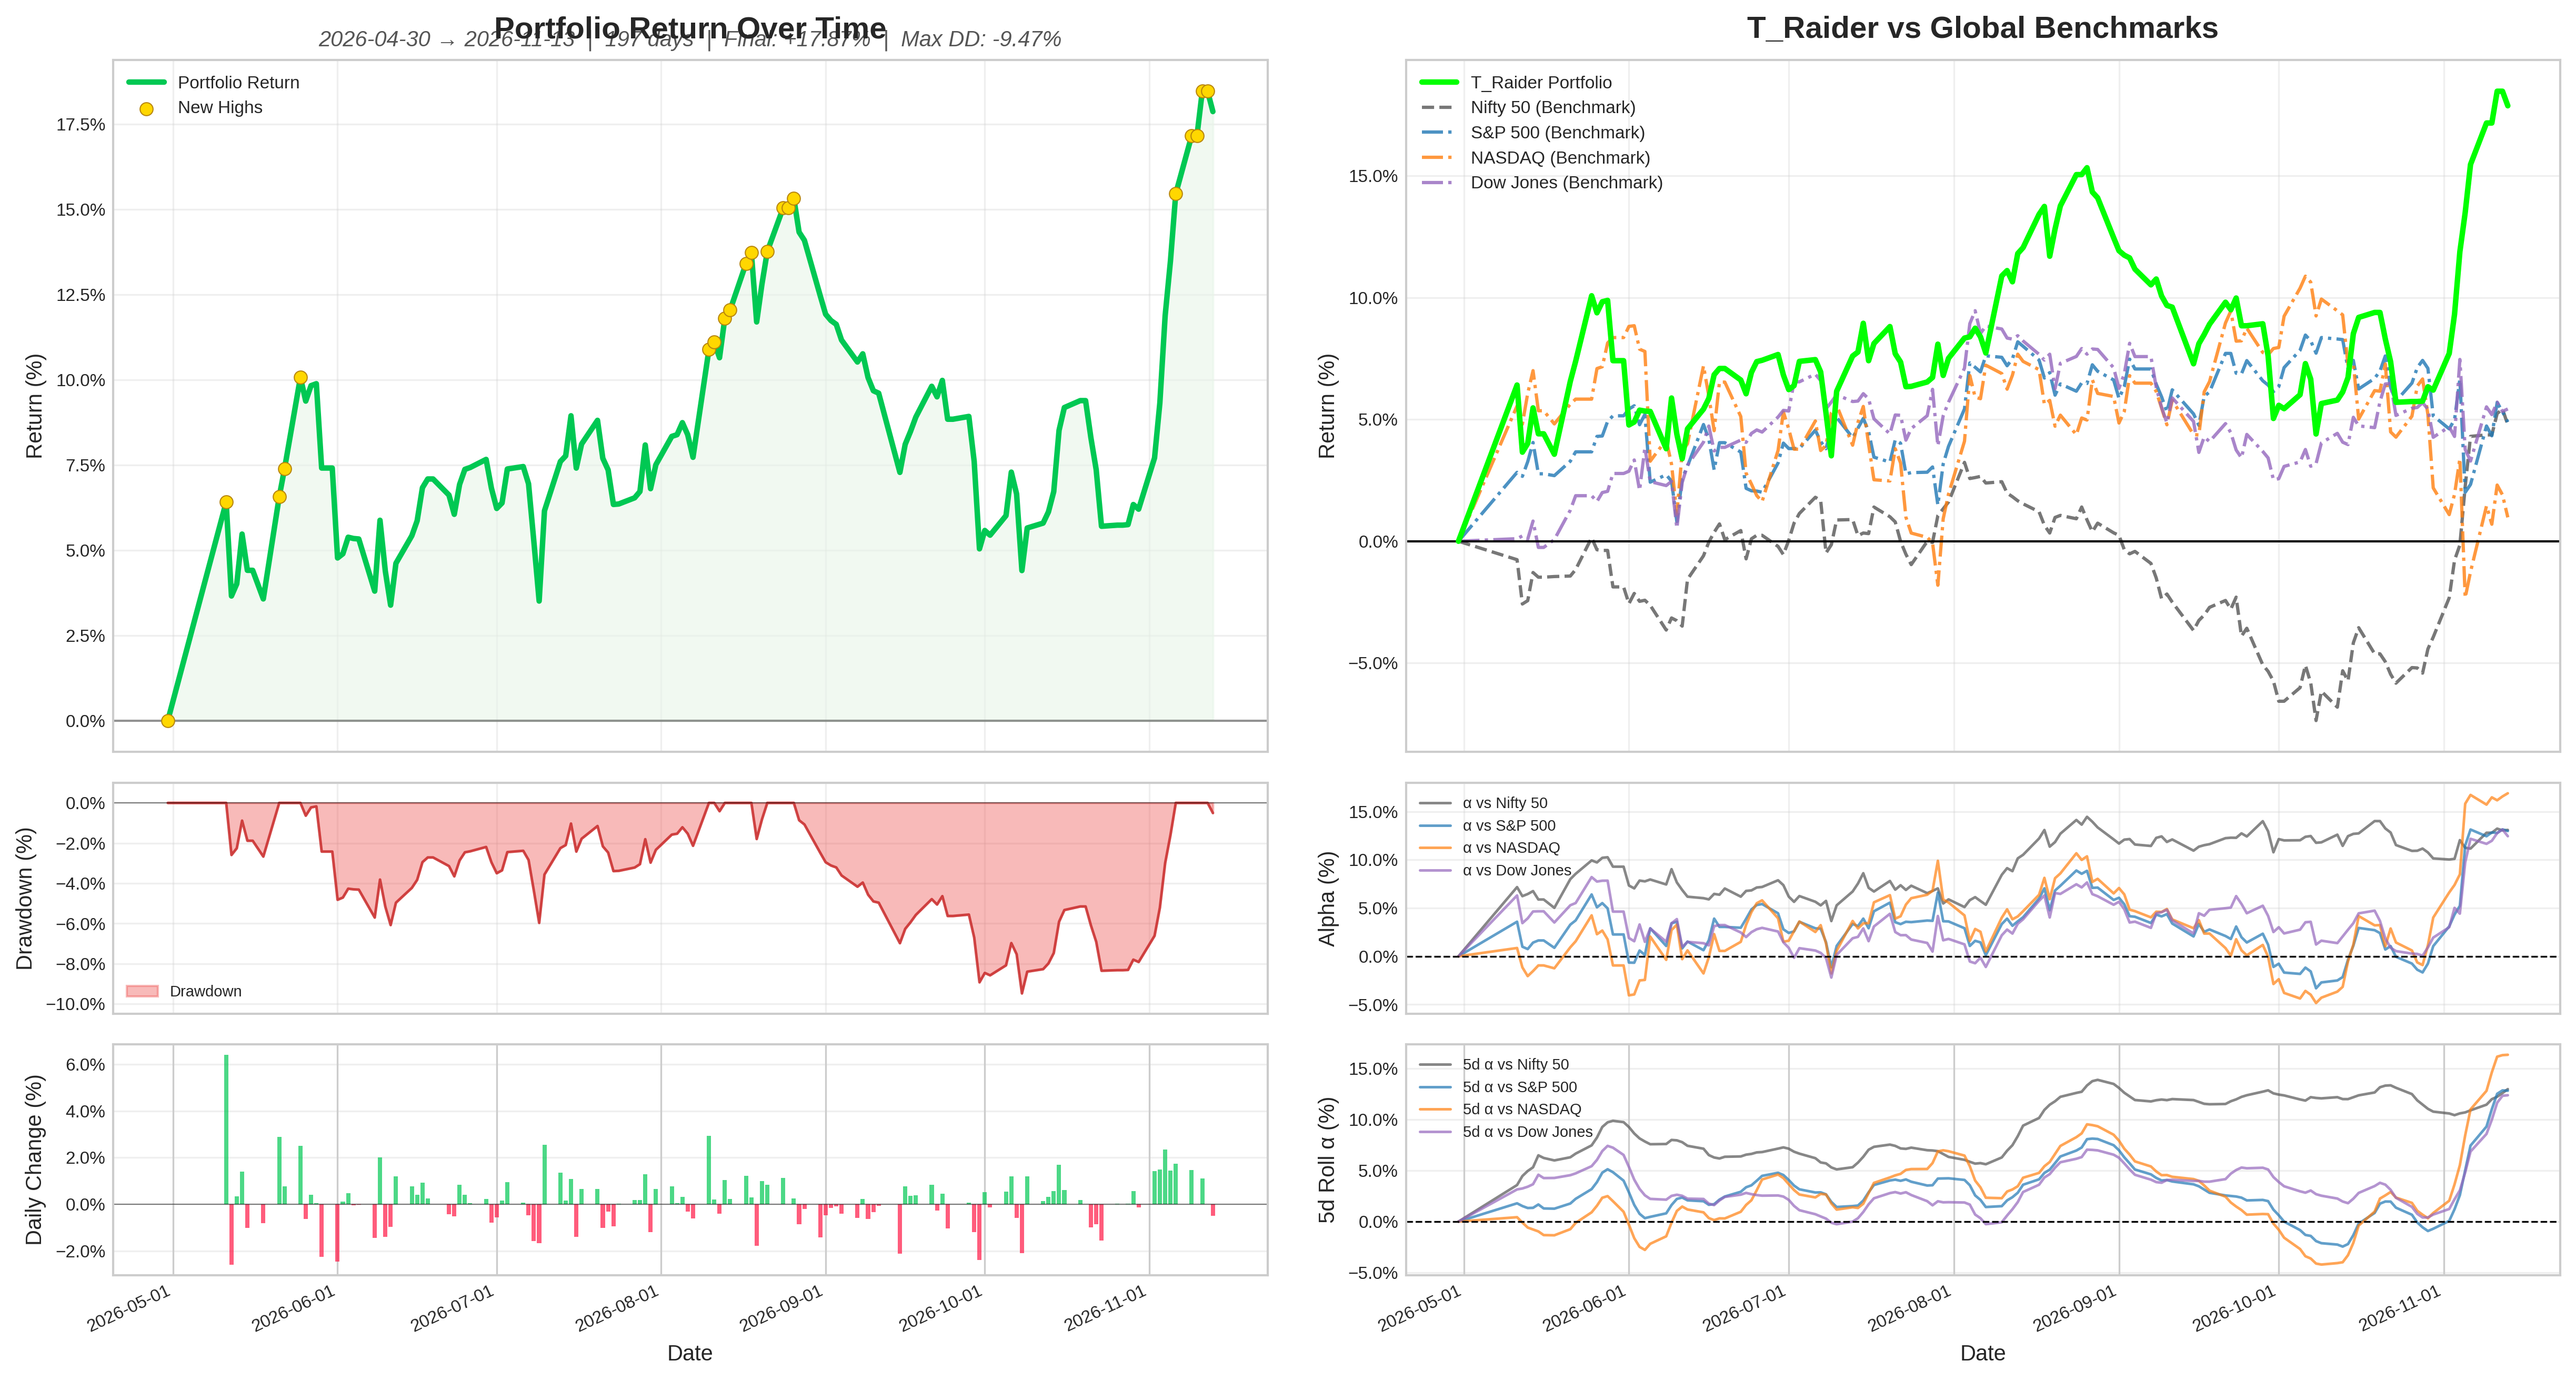 Portfolio Return Over Time
2026-04-30 → 2026-11-13 | 197 days | Final: +17.87% | Max DD: -9.47%
Portfolio Return
New Highs
Return (%)
17.5%
15.0%
12.5%
10.0%
7.5%
5.0%
2.5%
0.0%
Drawdown (%)
0.0%
−2.0%
−4.0%
−6.0%
−8.0%
−10.0%
Drawdown
Daily Change (%)
6.0%
4.0%
2.0%
0.0%
−2.0%
2026-05-01
2026-06-01
2026-07-01
2026-08-01
2026-09-01
2026-10-01
2026-11-01
Date
T_Raider vs Global Benchmarks
T_Raider Portfolio
Nifty 50 (Benchmark)
S&P 500 (Benchmark)
NASDAQ (Benchmark)
Dow Jones (Benchmark)
Return (%)
15.0%
10.0%
5.0%
0.0%
−5.0%
α vs Nifty 50
α vs S&P 500
α vs NASDAQ
α vs Dow Jones
Alpha (%)
15.0%
10.0%
5.0%
0.0%
−5.0%
5d α vs Nifty 50
5d α vs S&P 500
5d α vs NASDAQ
5d α vs Dow Jones
5d Roll α (%)
15.0%
10.0%
5.0%
0.0%
−5.0%
2026-05-01
2026-06-01
2026-07-01
2026-08-01
2026-09-01
2026-10-01
2026-11-01
Date